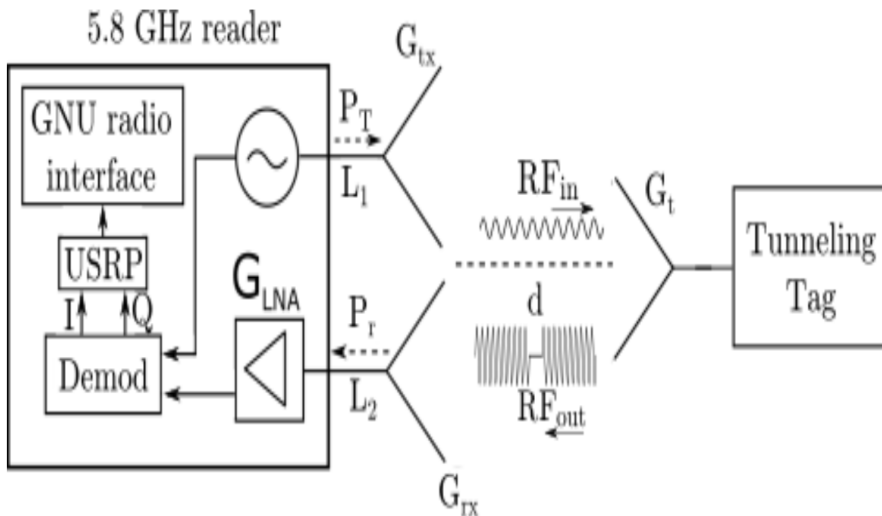 5.8 GHz reader
GNU radio
interface
USRP
I
Q
Demod
G_LNA
P_T
L_1
G_tx
P_r
L_2
G_rx
RF_in
d
RF_out
G_t
Tunneling
Tag